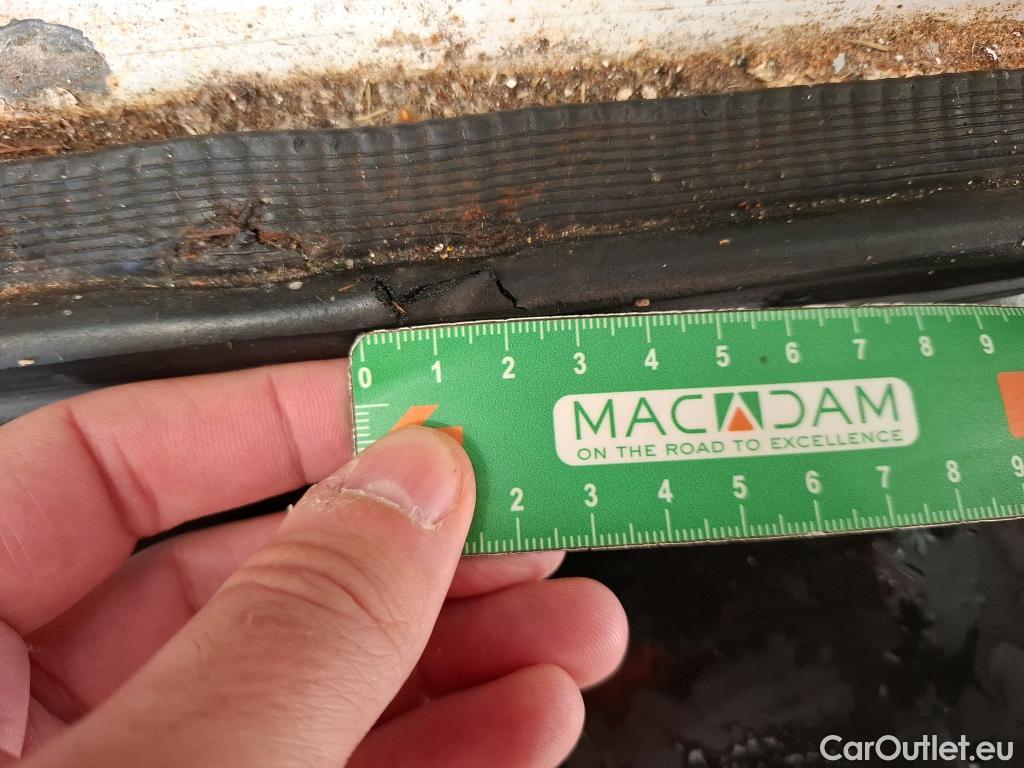 0 1 2 3 4 5 6 7 8 9
MACADAM
ON THE ROAD TO EXCELLENCE
2 3 4 5 6 7 8 9
CarOutlet.eu